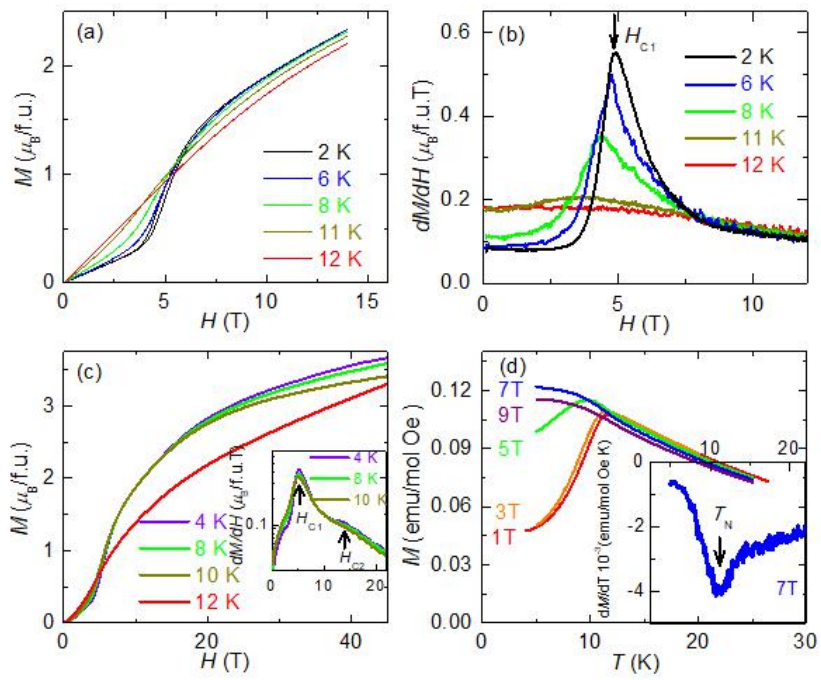 (a)
M (μB/f.u.)
2
1
0
2 K
6 K
8 K
11 K
12 K
0 5 10 15
H (T)
(b)
HC1
dM/dH (μB/f.u.T)
0.6
0.4
0.2
0.0
2 K
6 K
8 K
11 K
12 K
0 5 10
H (T)
(c)
M (μB/f.u.)
4
3
2
1
0
4 K
8 K
10 K
12 K
0 20 40
H (T)
dM/dH (μB/f.u.T)
0.1
4 K
8 K
10 K
HC1
HC2
0 10 20
(d)
M (emu/mol Oe)
0.12
0.09
0.06
0.03
0.00
7T
9T
5T
3T
1T
0 10 20 30
T (K)
0 10 20
dM/dT 10-3 (emu/mol Oe K)
0
-2
-4
TN
7T